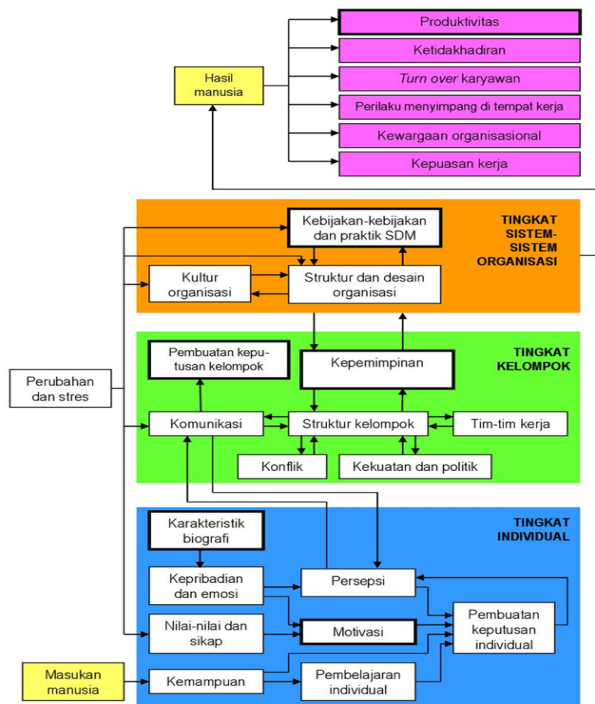 Produktivitas
Ketidakhadiran
Hasil
manusia
Turn over karyawan
Perilaku menyimpang di tempat kerja
Kewargaan organisasional
Kepuasan kerja
Kebijakan-kebijakan
dan praktik SDM
TINGKAT
SISTEM-
SISTEM
ORGANISASI
Kultur
organisasi
Struktur dan desain
organisasi
Pembuatan kepu-
tusan kelompok
Kepemimpinan
TINGKAT
KELOMPOK
Perubahan
dan stres
Komunikasi
Struktur kelompok
Tim-tim kerja
Konflik
Kekuatan dan politik
Karakteristik
biografi
TINGKAT
INDIVIDUAL
Kepribadian
dan emosi
Persepsi
Nilai-nilai dan
sikap
Motivasi
Pembuatan
keputusan
individual
Masukan
manusia
Kemampuan
Pembelajaran
individual